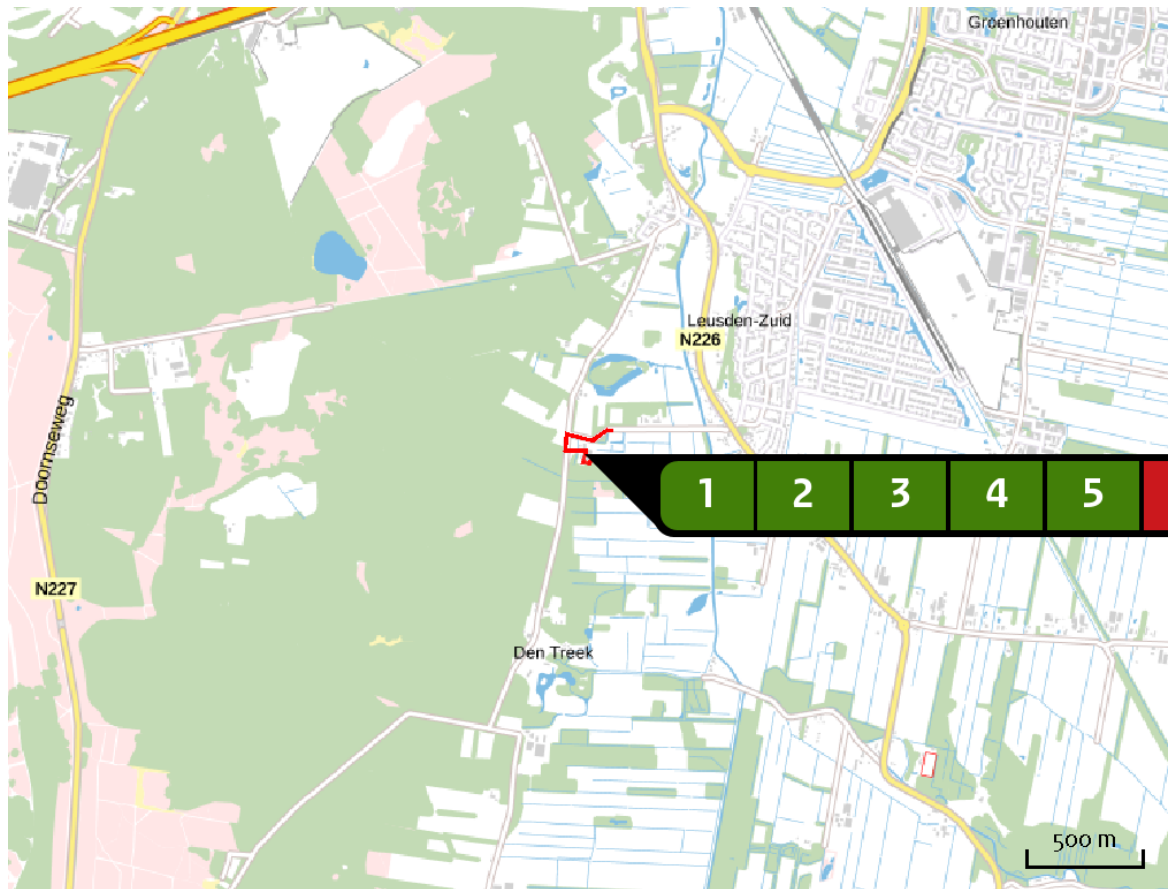 Groenhouten
Leusden-Zuid
N226
Doornseweg
1 2 3 4 5
N227
Den Treek
500 m